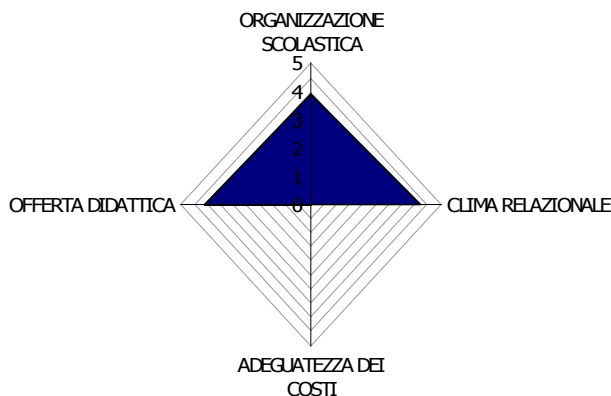 ORGANIZZAZIONE
SCOLASTICA
5
4
3
2
1
0
OFFERTA DIDATTICA
CLIMA RELAZIONALE
ADEGUATEZZA DEI
COSTI